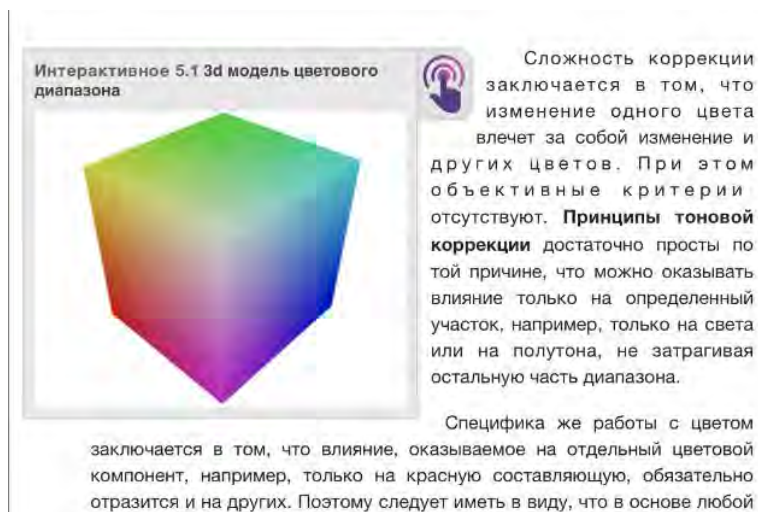 Интерактивное 5.1 3d модель цветового
диапазона
Сложность коррекции
заключается в том, что
изменение одного цвета
влечет за собой изменение и
других цветов. При этом
объективные критерии
отсутствуют. Принципы тоновой
коррекции достаточно просты по
той причине, что можно оказывать
влияние только на определенный
участок, например, только на света
или на полутона, не затрагивая
остальную часть диапазона.
Специфика же работы с цветом
заключается в том, что влияние, оказываемое на отдельный цветовой
компонент, например, только на красную составляющую, обязательно
отразится и на других. Поэтому следует иметь в виду, что в основе любой